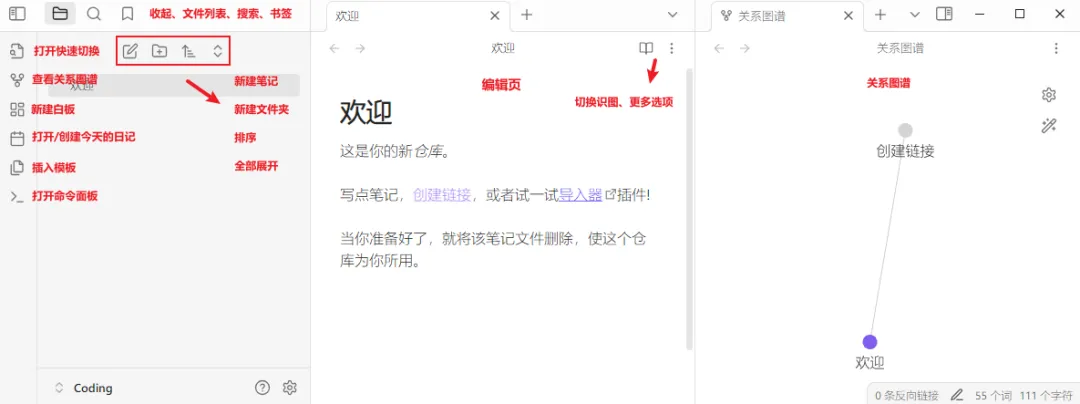 收起、文件列表、搜索、书签
打开快速切换
查看关系图谱
欢迎
新建笔记
新建白板
新建文件夹
打开/创建今天的日记
排序
插入模板
全部展开
打开命令面板
Coding
欢迎
欢迎
编辑页
切换识图、更多选项
欢迎
这是你的新仓库。
写点笔记，创建链接，或者试一试导入器插件!
当你准备好了，就将该笔记文件删除，使这个仓
库为你所用。
关系图谱
关系图谱
关系图谱
创建链接
欢迎
0 条反向链接 55 个词 111 个字符